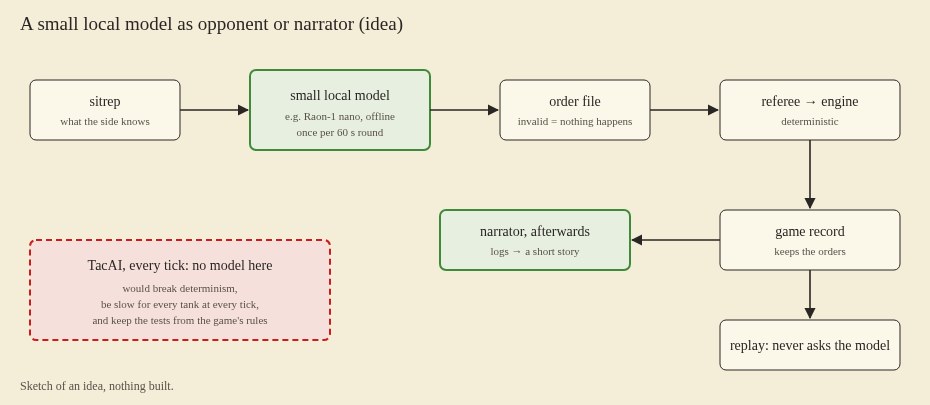 A small local model as opponent or narrator (idea)
sitrep
what the side knows
small local model
e.g. Raon-1 nano, offline
once per 60 s round
order file
invalid = nothing happens
referee → engine
deterministic
narrator, afterwards
logs → a short story
game record
keeps the orders
TacAI, every tick: no model here
would break determinism,
be slow for every tank at every tick,
and keep the tests from the game's rules
replay: never asks the model
Sketch of an idea, nothing built.